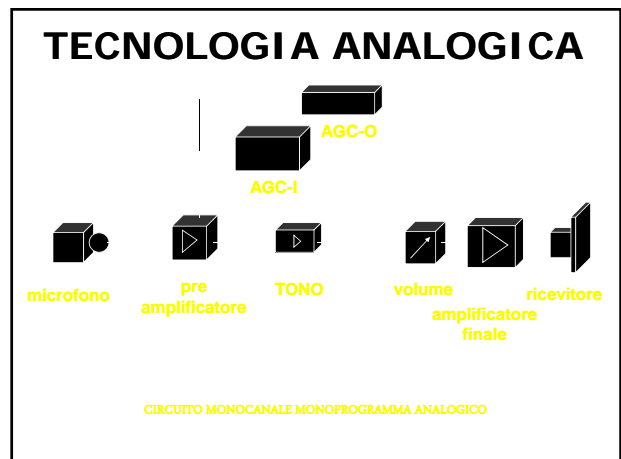 TECNOLOGIA ANALOGICA
AGC-O
AGC-I
microfono
pre
amplificatore
TONO
volume
amplificatore
finale
ricevitore
CIRCUITO MONOCANALE MONOPROGRAMMA ANALOGICO